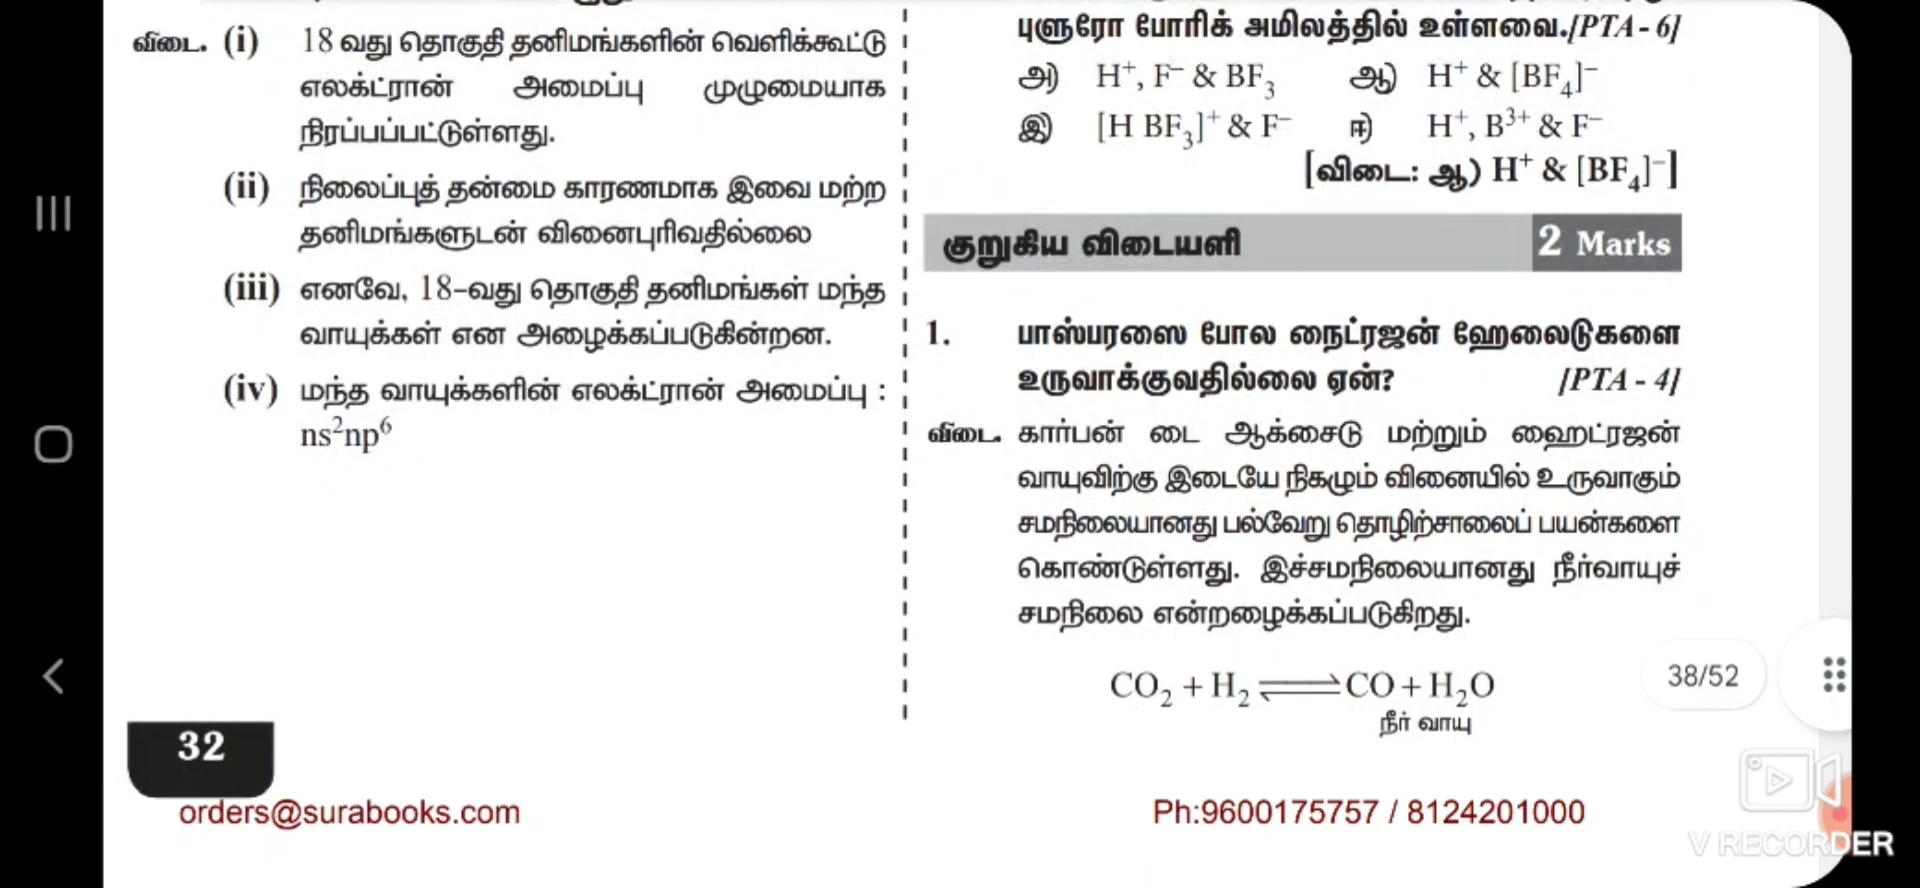 விடை. (i) 18 வது தொகுதி தனிமங்களின் வெளிக்கூட்டு
எலக்ட்ரான் அமைப்பு முழுமையாக
நிரப்பப்பட்டுள்ளது.
(ii) நிலைப்புத் தன்மை காரணமாக இவை மற்ற
தனிமங்களுடன் வினைபுரிவதில்லை
(iii) எனவே, 18-வது தொகுதி தனிமங்கள் மந்த
வாயுக்கள் என அழைக்கப்படுகின்றன.
(iv) மந்த வாயுக்களின் எலக்ட்ரான் அமைப்பு :
ns²np⁶
32
orders@surabooks.com
புளுரோ போரிக் அமிலத்தில் உள்ளவை.[PTA - 6]
அ) H⁺, F⁻ & BF₃ ஆ) H⁺ & [BF₄]⁻
இ) [H BF₃]⁺ & F⁻ ஈ) H⁺, B³⁺ & F⁻
[விடை: ஆ) H⁺ & [BF₄]⁻]
குறுகிய விடையளி 2 Marks
1. பாஸ்பரஸை போல நைட்ரஜன் ஹேலைடுகளை
உருவாக்குவதில்லை ஏன்? [PTA - 4]
விடை. கார்பன் டை ஆக்சைடு மற்றும் ஹைட்ரஜன்
வாயுவிற்கு இடையே நிகழும் வினையில் உருவாகும்
சமநிலையானது பல்வேறு தொழிற்சாலைப் பயன்களை
கொண்டுள்ளது. இச்சமநிலையானது நீர்வாயுச்
சமநிலை என்றழைக்கப்படுகிறது.
CO₂ + H₂ ⇌ CO + H₂O
நீர் வாயு
38/52
Ph:9600175757 / 8124201000
V RECORDER